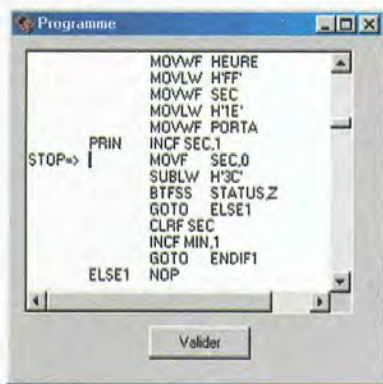 Programme
MOVWF HEURE
MOVLW H'FF'
MOVWF SEC
MOVLW H'1E'
MOVWF PORTA
PRIN INCF SEC,1
STOP=> MOVF SEC,0
SUBLW H'3C'
BTFSS STATUS,Z
GOTO ELSE1
CLRF SEC
INCF MIN,1
GOTO ENDIF1
ELSE1 NOP
Valider